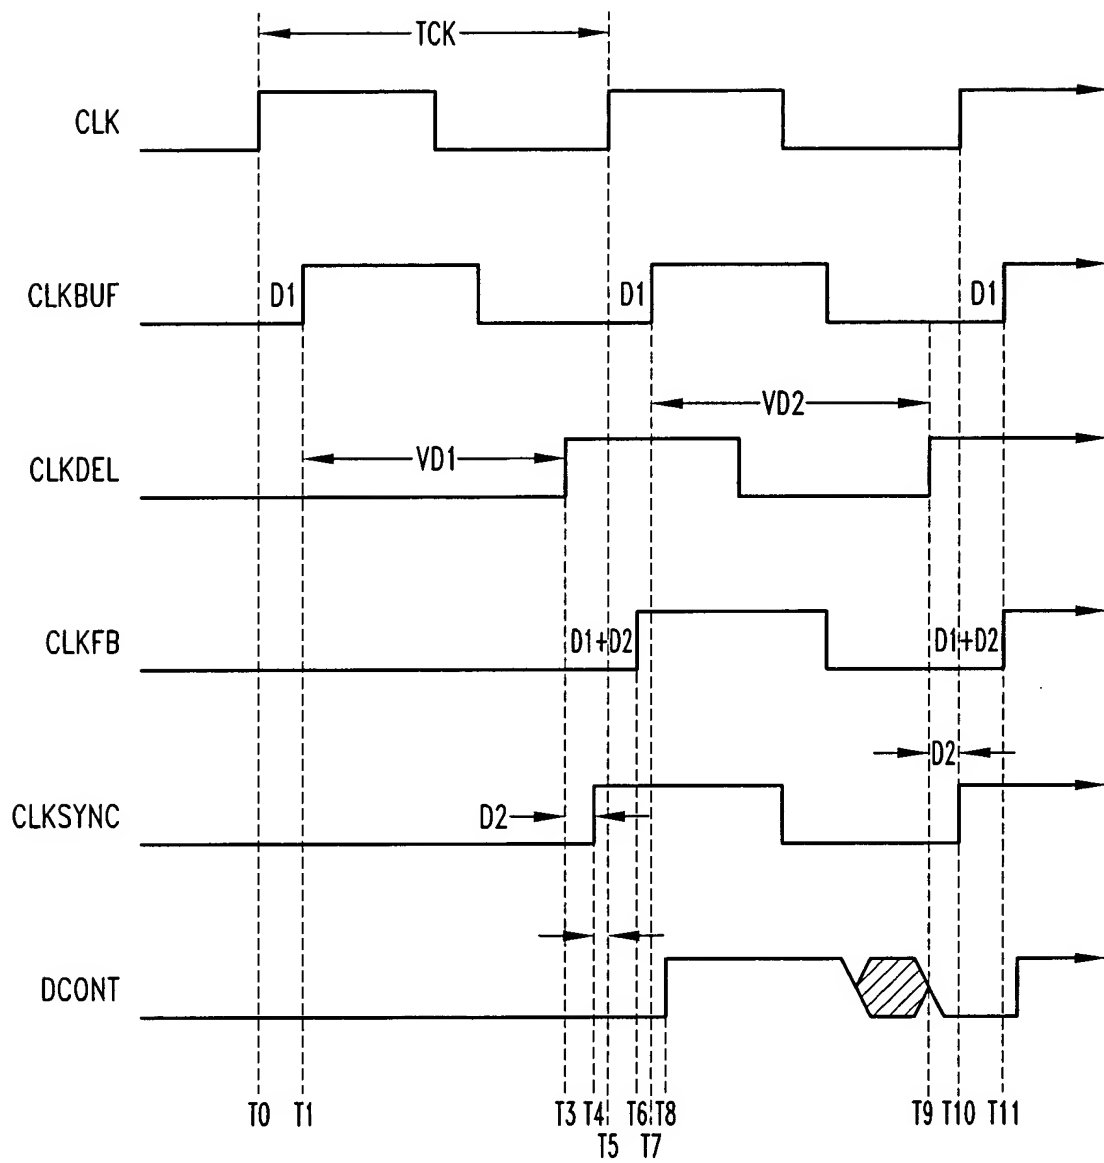 TCK
CLK
CLKBUF D1 D1 D1
VD2
CLKDEL VD1
CLKFB D1+D2 D1+D2
D2
CLKSYNC D2
DCONT
T0 T1 T3 T4 T6 T8 T9 T10 T11
T5 T7